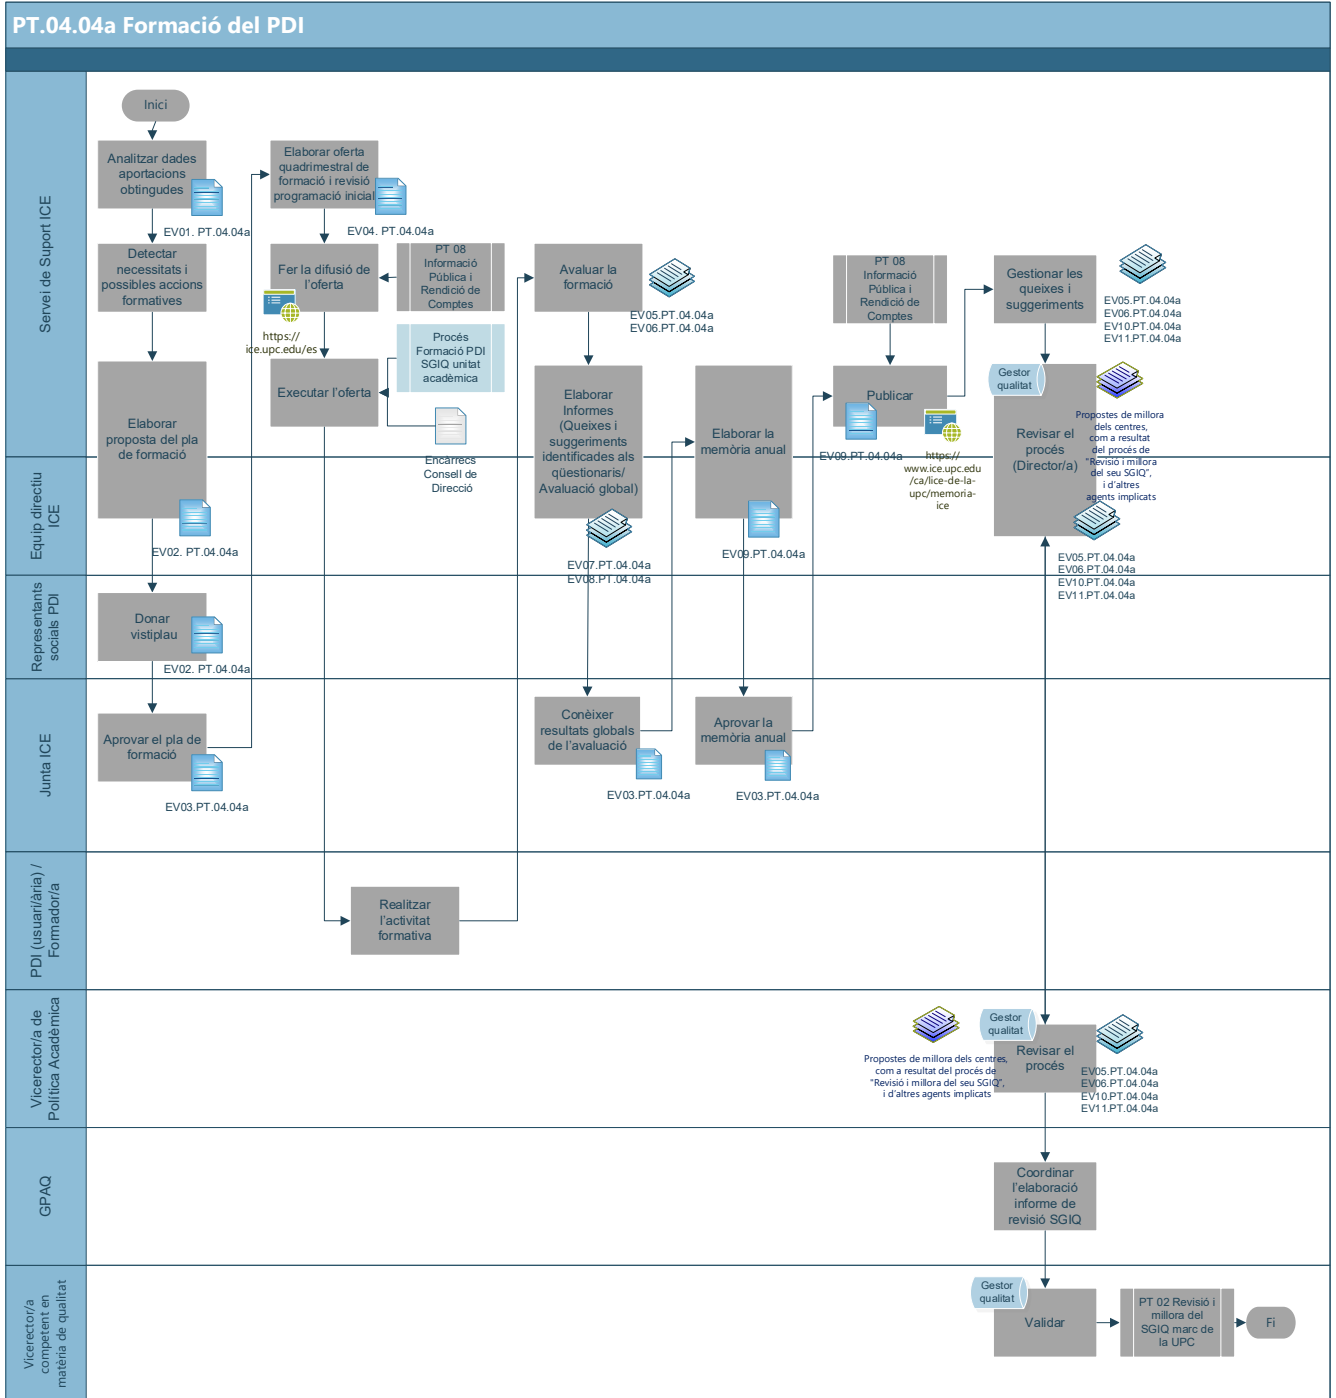 PT.04.04a Formació del PDI
Servei de Suport ICE
Inici
Analitzar dades
aportacions
obtingudes
EV01. PT.04.04a
Detectar
necessitats i
possibles accions
formatives
Elaborar
proposta del pla
de formació
EV02. PT.04.04a
Elaborar oferta
quadrimestral de
formació i revisió
programació inicial
EV04. PT.04.04a
Fer la difusió de
l'oferta
https://
ice.upc.edu/es
PT 08
Informació
Pública i
Rendició de
Comptes
Executar l'oferta
Procés
Formació PDI
SGIQ unitat
acadèmica
Encàrrecs
Consell de
Direcció
Avaluar la
formació
EV05.PT.04.04a
EV06.PT.04.04a
Elaborar
Informes
(Queixes i
suggeriments
identificades als
qüestionaris/
Avaluació global)
EV07.PT.04.04a
EV08.PT.04.04a
Elaborar la
memòria anual
EV09.PT.04.04a
PT 08
Informació
Pública i
Rendició de
Comptes
Publicar
EV09.PT.04.04a
https://
www.ice.upc.edu
/ca/lice-de-la-
upc/memoria-
ice
Gestionar les
queixes i
suggeriments
EV05.PT.04.04a
EV06.PT.04.04a
EV10.PT.04.04a
EV11.PT.04.04a
Gestor
qualitat
Revisar el
procés
(Director/a)
Propostes de millora
dels centres,
com a resultat
del procés de
"Revisió i millora
del seu SGIQ",
i d'altres
agents implicats
EV05.PT.04.04a
EV06.PT.04.04a
EV10.PT.04.04a
EV11.PT.04.04a
Equip directiu
ICE
Representants
socials PDI
Donar
vistiplau
EV02. PT.04.04a
Junta ICE
Aprovar el pla de
formació
EV03.PT.04.04a
Conèixer
resultats globals
de l'avaluació
EV03.PT.04.04a
Aprovar la
memòria anual
EV03.PT.04.04a
PDI (usuari/ària) /
Formador/a
Realitzar
l'activitat
formativa
Vicerector/a de
Política Acadèmica
Propostes de millora dels centres,
com a resultat del procés de
"Revisió i millora del seu SGIQ",
i d'altres agents implicats
Gestor
qualitat
Revisar el
procés
EV05.PT.04.04a
EV06.PT.04.04a
EV10.PT.04.04a
EV11.PT.04.04a
GPAQ
Coordinar
l'elaboració
informe de
revisió SGIQ
Vicerector/a
competent en
matèria de qualitat
Gestor
qualitat
Validar
PT 02 Revisió i
millora del
SGIQ marc de
la UPC
Fi